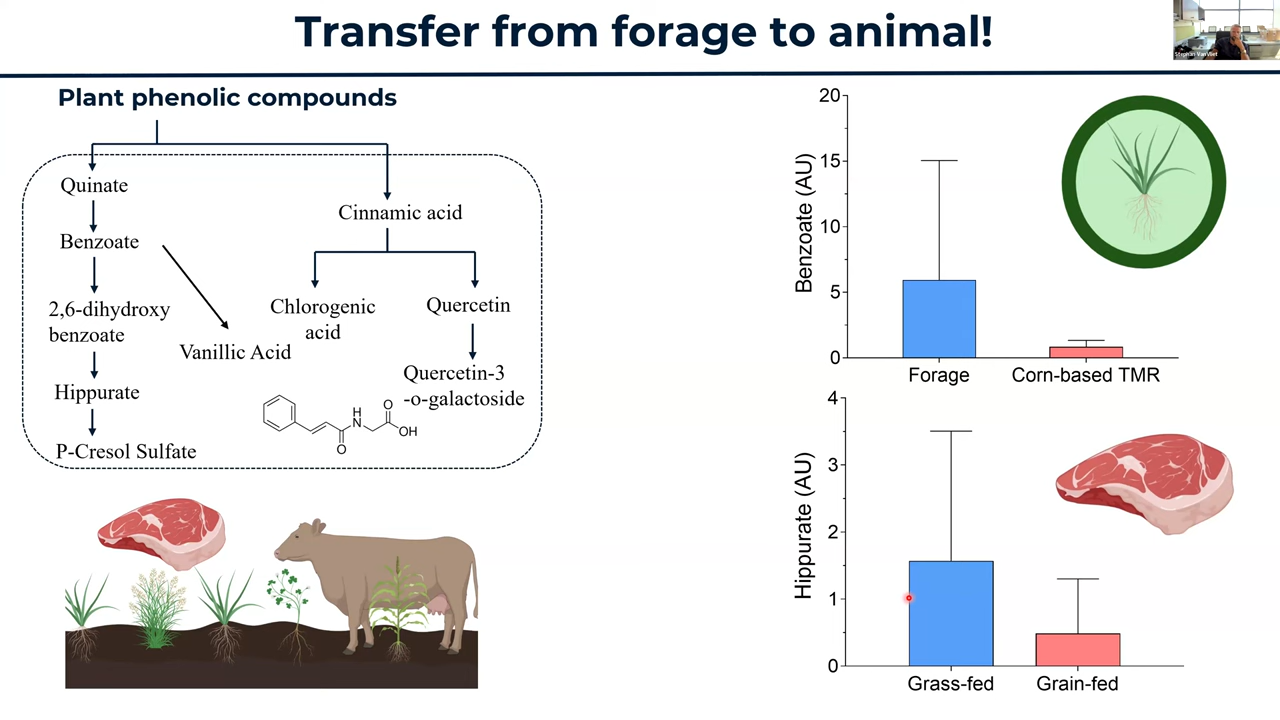 Transfer from forage to animal!
Stephan VanVliet
Plant phenolic compounds
Quinate
Benzoate
2,6-dihydroxy
benzoate
Hippurate
P-Cresol Sulfate
Vanillic Acid
Cinnamic acid
Chlorogenic
acid
Quercetin
Quercetin-3
-o-galactoside
H
N
O
OH
O
Benzoate (AU)
20
15
10
5
0
Forage
Corn-based TMR
Hippurate (AU)
4
3
2
1
0
Grass-fed
Grain-fed